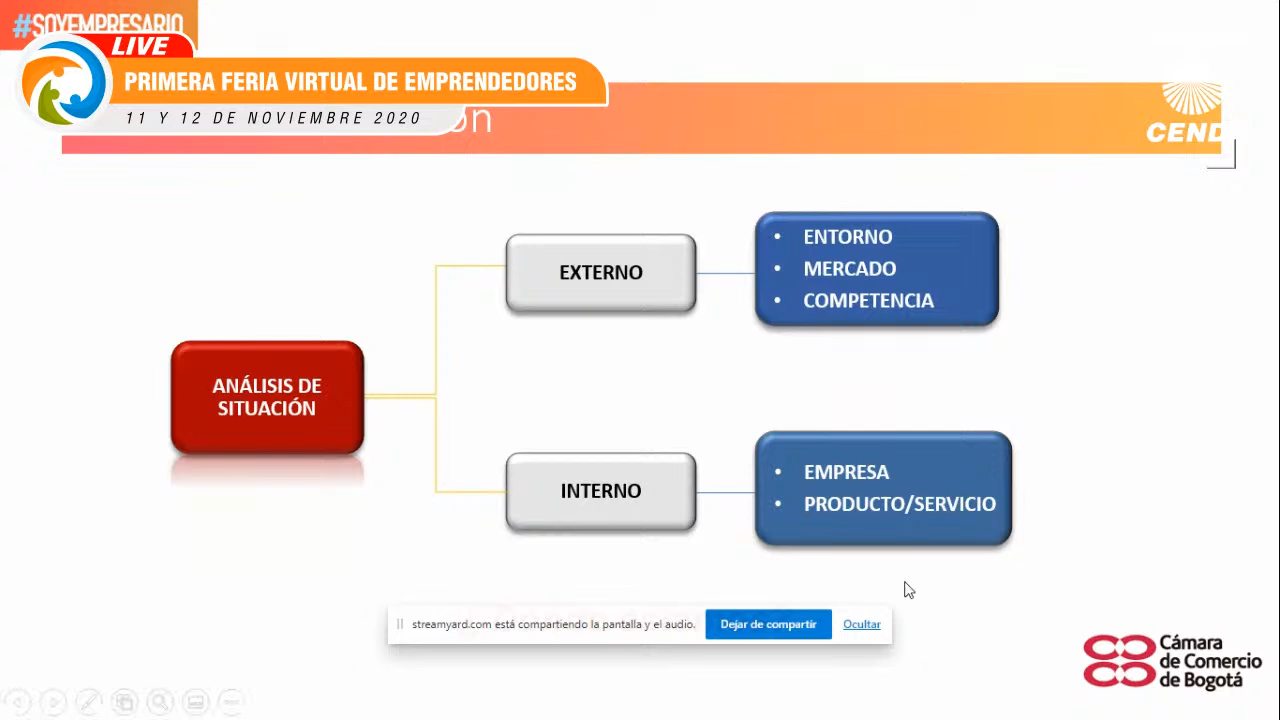 #SOYEMPRESARIO
LIVE
PRIMERA FERIA VIRTUAL DE EMPRENDEDORES
11 Y 12 DE NOVIEMBRE 2020
ón
CEND
EXTERNO
• ENTORNO
• MERCADO
• COMPETENCIA
ANÁLISIS DE
SITUACIÓN
INTERNO
• EMPRESA
• PRODUCTO/SERVICIO
streamyard.com está compartiendo la pantalla y el audio.
Dejar de compartir
Ocultar
Cámara
de Comercio
de Bogotá